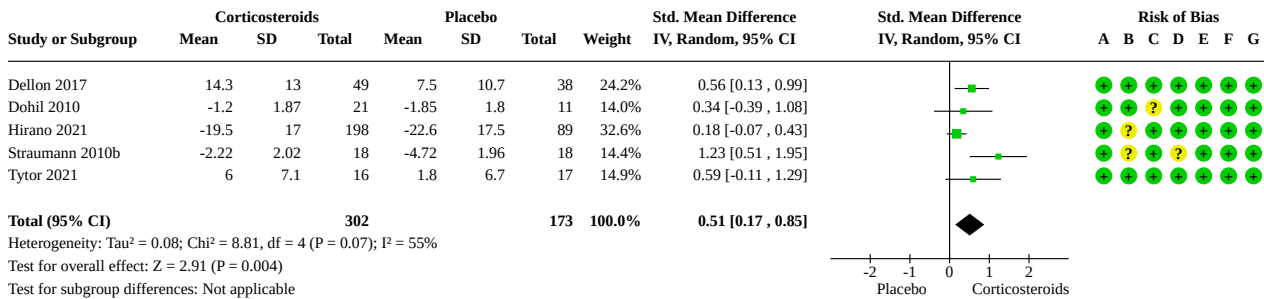 Corticosteroids Placebo Std. Mean Difference Std. Mean Difference Risk of Bias
Study or Subgroup Mean SD Total Mean SD Total Weight IV, Random, 95% CI IV, Random, 95% CI A B C D E F G
Dellon 2017 14.3 13 49 7.5 10.7 38 24.2% 0.56 [0.13 , 0.99] + + + + + + +
Dohil 2010 -1.2 1.87 21 -1.85 1.8 11 14.0% 0.34 [-0.39 , 1.08] + + ? + + + +
Hirano 2021 -19.5 17 198 -22.6 17.5 89 32.6% 0.18 [-0.07 , 0.43] + ? + + + + +
Straumann 2010b -2.22 2.02 18 -4.72 1.96 18 14.4% 1.23 [0.51 , 1.95] + ? + ? + + +
Tytor 2021 6 7.1 16 1.8 6.7 17 14.9% 0.59 [-0.11 , 1.29] + + + + + + +
Total (95% CI) 302 173 100.0% 0.51 [0.17 , 0.85]
Heterogeneity: Tau² = 0.08; Chi² = 8.81, df = 4 (P = 0.07); I² = 55%
Test for overall effect: Z = 2.91 (P = 0.004) -2 -1 0 1 2
Test for subgroup differences: Not applicable Placebo Corticosteroids